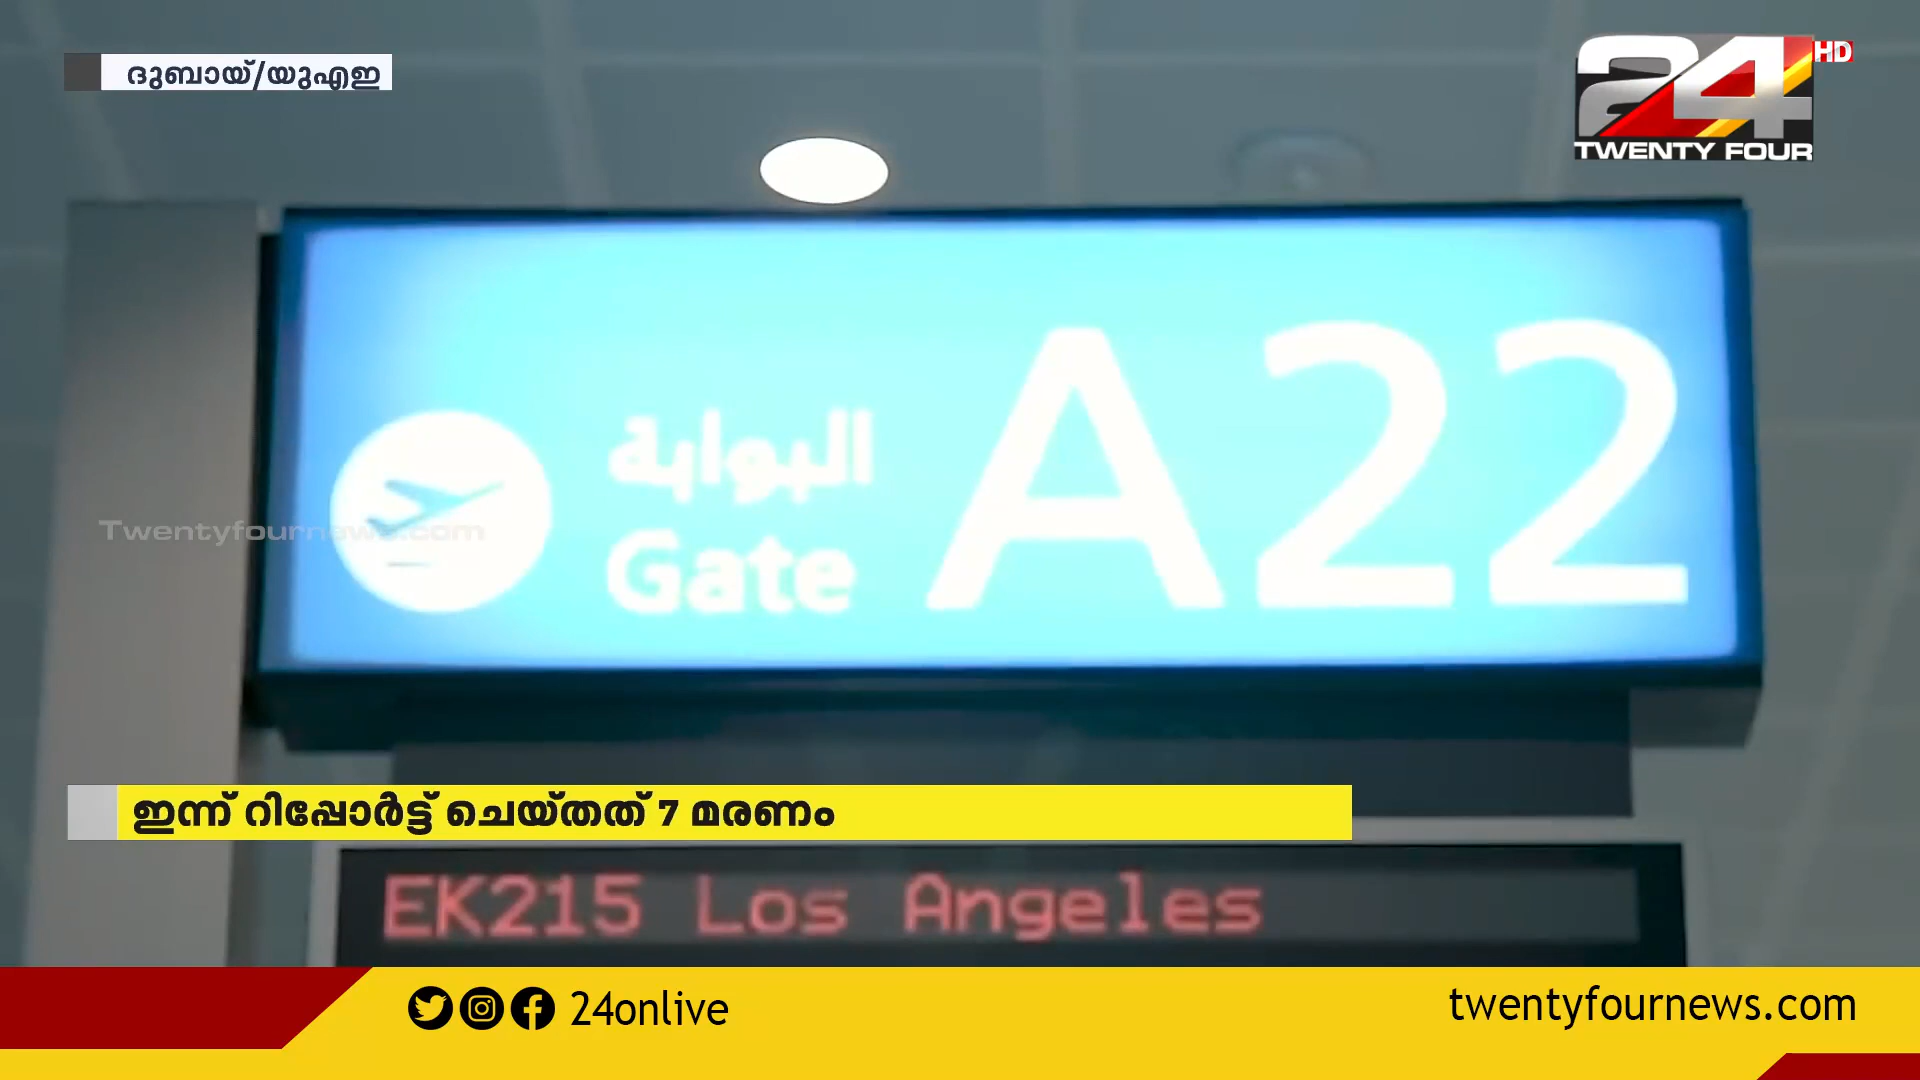 ദുബായ്/യുഎഇ
24
HD
TWENTY FOUR
البوابة
Gate
A22
Twentyfournews.com
ഇന്ന് റിപ്പോർട്ട് ചെയ്തത് 7 മരണം
EK215 Los Angeles
24onlive
twentyfournews.com